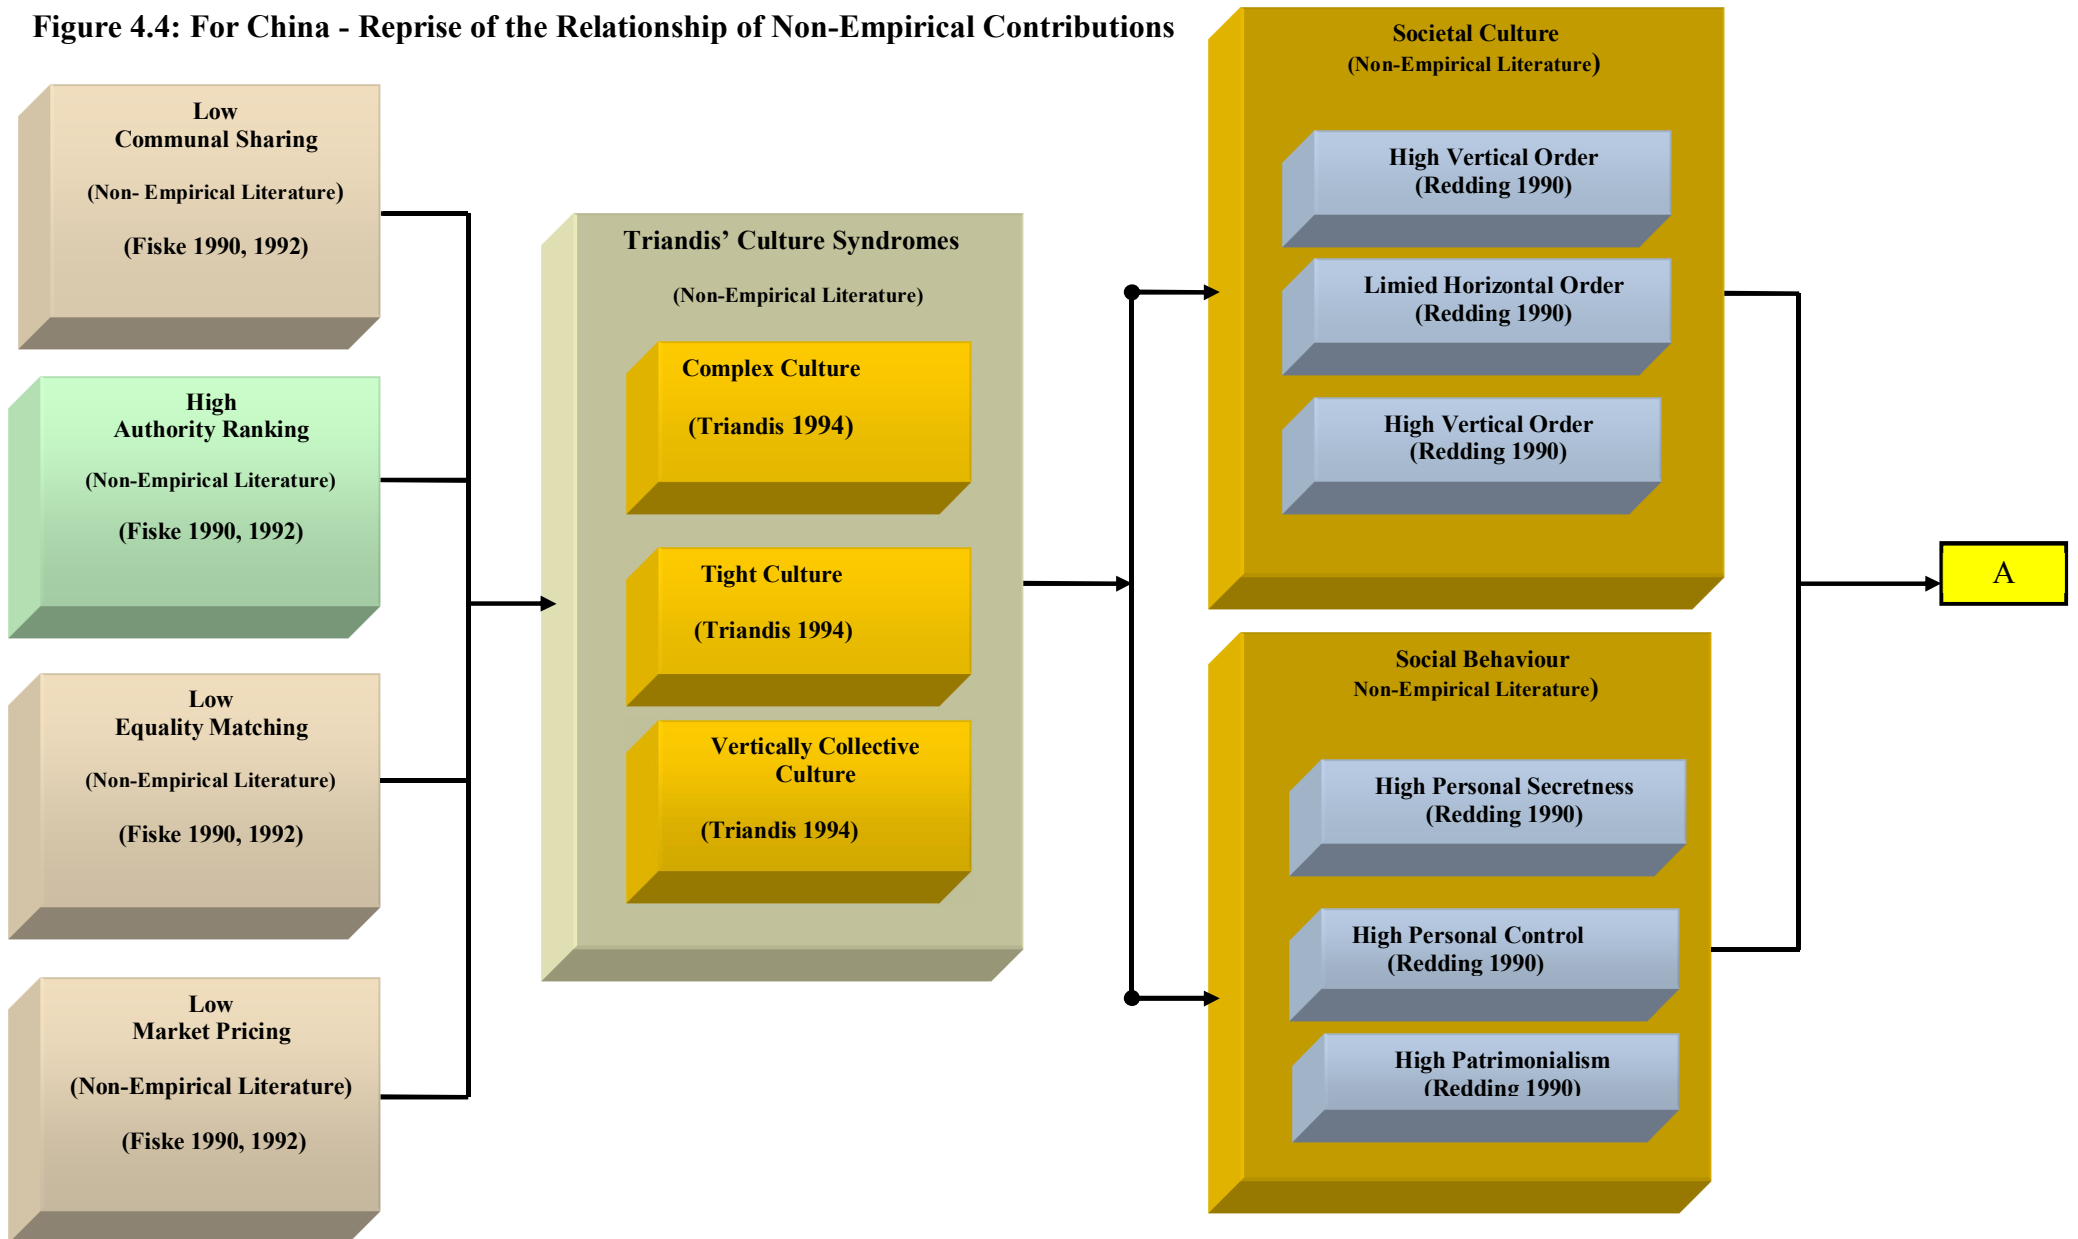 Figure 4.4: For China - Reprise of the Relationship of Non-Empirical Contributions
Low
Communal Sharing
(Non- Empirical Literature)
(Fiske 1990, 1992)
High
Authority Ranking
(Non-Empirical Literature)
(Fiske 1990, 1992)
Low
Equality Matching
(Non-Empirical Literature)
(Fiske 1990, 1992)
Low
Market Pricing
(Non-Empirical Literature)
(Fiske 1990, 1992)
Triandis’ Culture Syndromes
(Non-Empirical Literature)
Complex Culture
(Triandis 1994)
Tight Culture
(Triandis 1994)
Vertically Collective
Culture
(Triandis 1994)
Societal Culture
(Non-Empirical Literature)
High Vertical Order
(Redding 1990)
Limied Horizontal Order
(Redding 1990)
High Vertical Order
(Redding 1990)
Social Behaviour
Non-Empirical Literature)
High Personal Secretness
(Redding 1990)
High Personal Control
(Redding 1990)
High Patrimonialism
(Redding 1990)
A